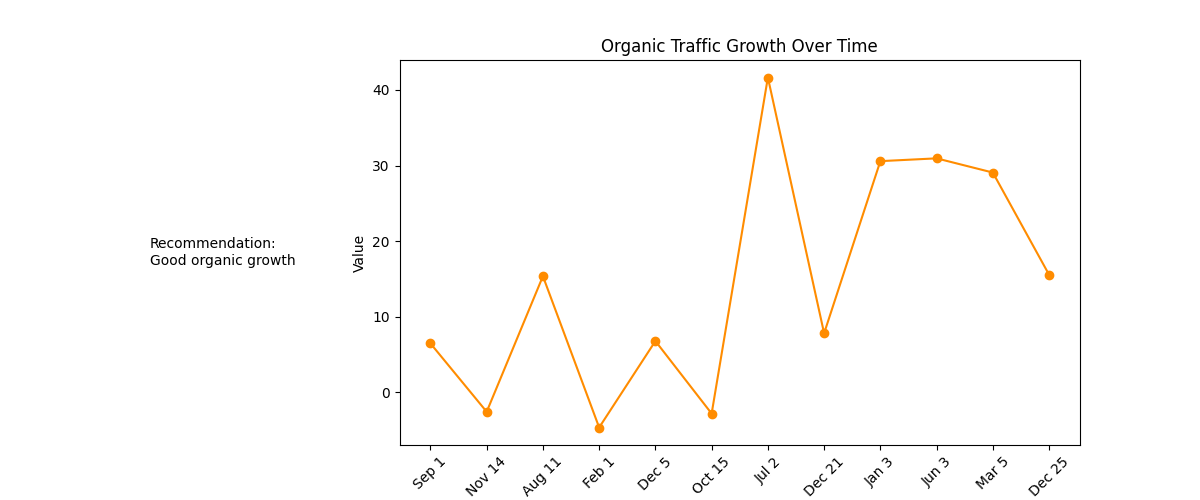 Organic Traffic Growth Over Time
Recommendation:
Good organic growth
Value
40
30
20
10
0
Sep 1
Nov 14
Aug 11
Feb 1
Dec 5
Oct 15
Jul 2
Dec 21
Jan 3
Jun 3
Mar 5
Dec 25